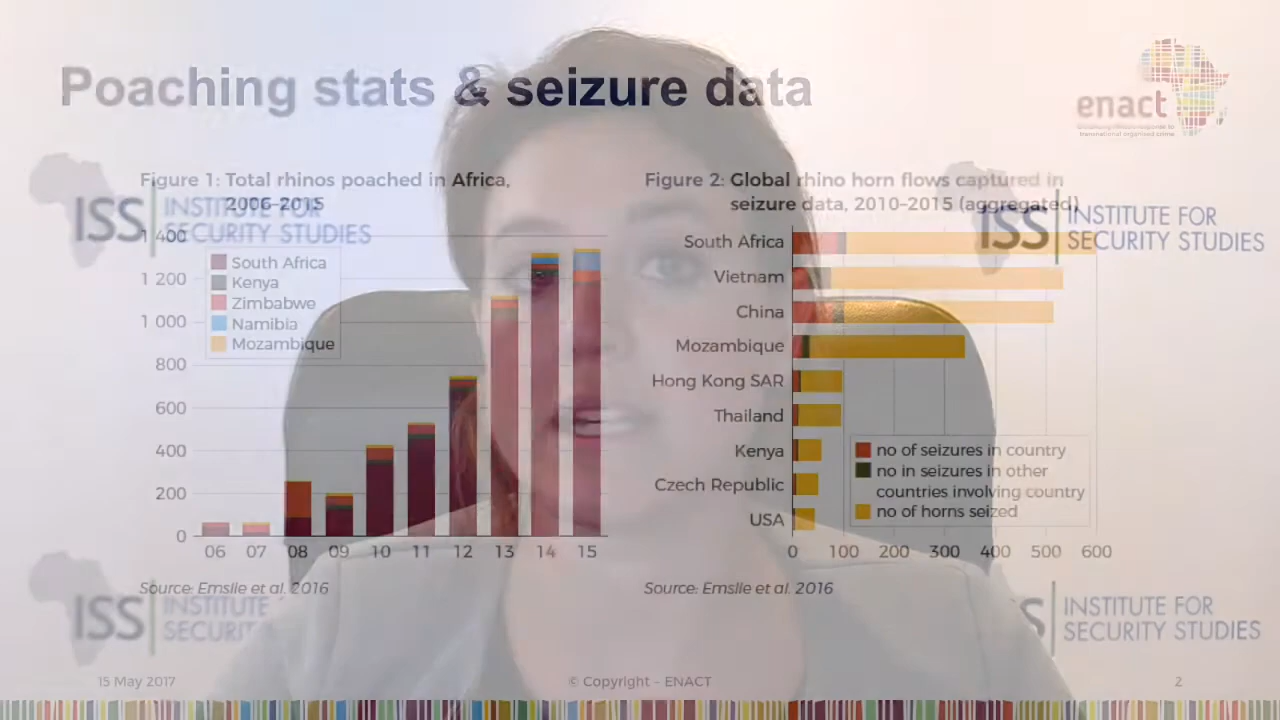 Poaching stats & seizure data
enact
transnational organised crime
Figure 1: Total rhinos poached in Africa,
2006-2015
1 400
1 200
1 000
800
600
400
200
0
South Africa
Kenya
Zimbabwe
Namibia
Mozambique
06 07 08 09 10 11 12 13 14 15
Source: Emslie et al. 2016
Figure 2: Global rhino horn flows captured in
seizure data, 2010-2015 (aggregated)
South Africa
Vietnam
China
Mozambique
Hong Kong SAR
Thailand
Kenya
Czech Republic
USA
no of seizures in country
no in seizures in other
countries involving country
no of horns seized
0 100 200 300 400 500 600
Source: Emslie et al. 2016
ISS INSTITUTE FOR
SECURITY STUDIES
ISS INSTITUTE FOR
SECURITY STUDIES
ISS INSTITUTE
INSTITUTE FOR
SECURITY STUDIES
15 May 2017
© Copyright - ENACT
2